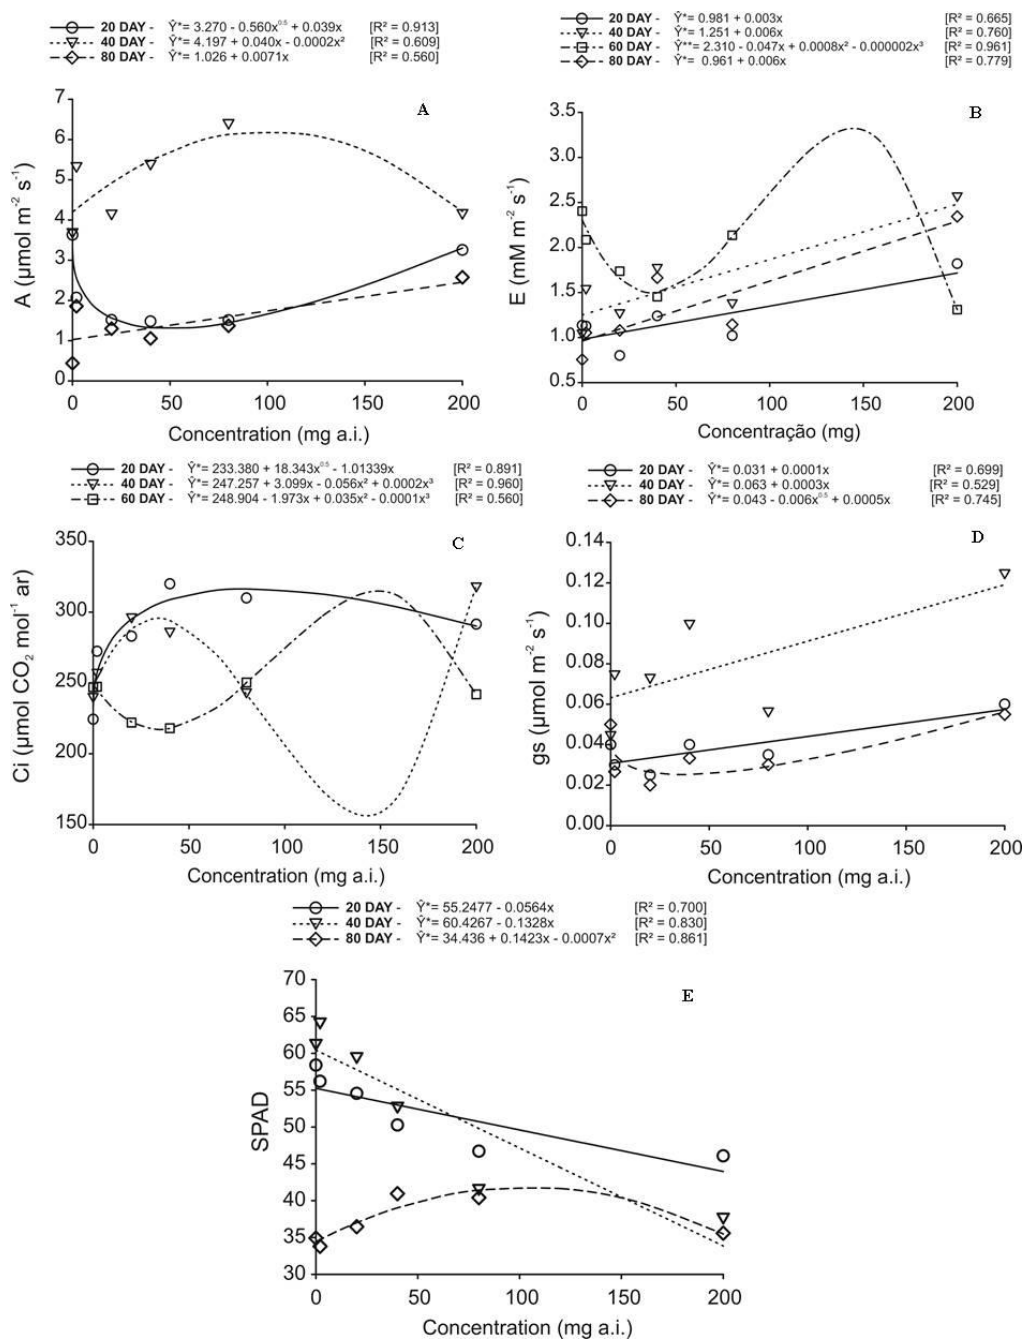 20 DAY - Ŷ*= 3.270 - 0.560x⁰·⁵ + 0.039x [R² = 0.913]
40 DAY - Ŷ*= 4.197 + 0.040x - 0.0002x² [R² = 0.609]
80 DAY - Ŷ*= 1.026 + 0.0071x [R² = 0.560]
A
7
6
5
4
3
2
1
0
A (µmol m⁻² s⁻¹)
0 50 100 150 200
Concentration (mg a.i.)
20 DAY - Ŷ*= 0.981 + 0.003x [R² = 0.665]
40 DAY - Ŷ*= 1.251 + 0.006x [R² = 0.760]
60 DAY - Ŷ**= 2.310 - 0.047x + 0.0008x² - 0.000002x³ [R² = 0.961]
80 DAY - Ŷ*= 0.961 + 0.006x [R² = 0.779]
B
3.5
3.0
2.5
2.0
1.5
1.0
0.5
E (mM m⁻² s⁻¹)
0 50 100 150 200
Concentração (mg)
20 DAY - Ŷ*= 233.380 + 18.343x⁰·⁵ - 1.01339x [R² = 0.891]
40 DAY - Ŷ*= 247.257 + 3.099x - 0.056x² + 0.0002x³ [R² = 0.960]
60 DAY - Ŷ*= 248.904 - 1.973x + 0.035x² - 0.0001x³ [R² = 0.560]
C
350
300
250
200
150
Ci (µmol CO₂ mol⁻¹ ar)
0 50 100 150 200
Concentration (mg a.i.)
20 DAY - Ŷ*= 0.031 + 0.0001x [R² = 0.699]
40 DAY - Ŷ*= 0.063 + 0.0003x [R² = 0.529]
80 DAY - Ŷ*= 0.043 - 0.006x⁰·⁵ + 0.0005x [R² = 0.745]
D
0.14
0.12
0.10
0.08
0.06
0.04
0.02
0.00
gs (µmol m⁻² s⁻¹)
0 50 100 150 200
Concentration (mg a.i.)
20 DAY - Ŷ*= 55.2477 - 0.0564x [R² = 0.700]
40 DAY - Ŷ*= 60.4267 - 0.1328x [R² = 0.830]
80 DAY - Ŷ*= 34.436 + 0.1423x - 0.0007x² [R² = 0.861]
E
70
65
60
55
50
45
40
35
30
SPAD
0 50 100 150 200
Concentration (mg a.i.)